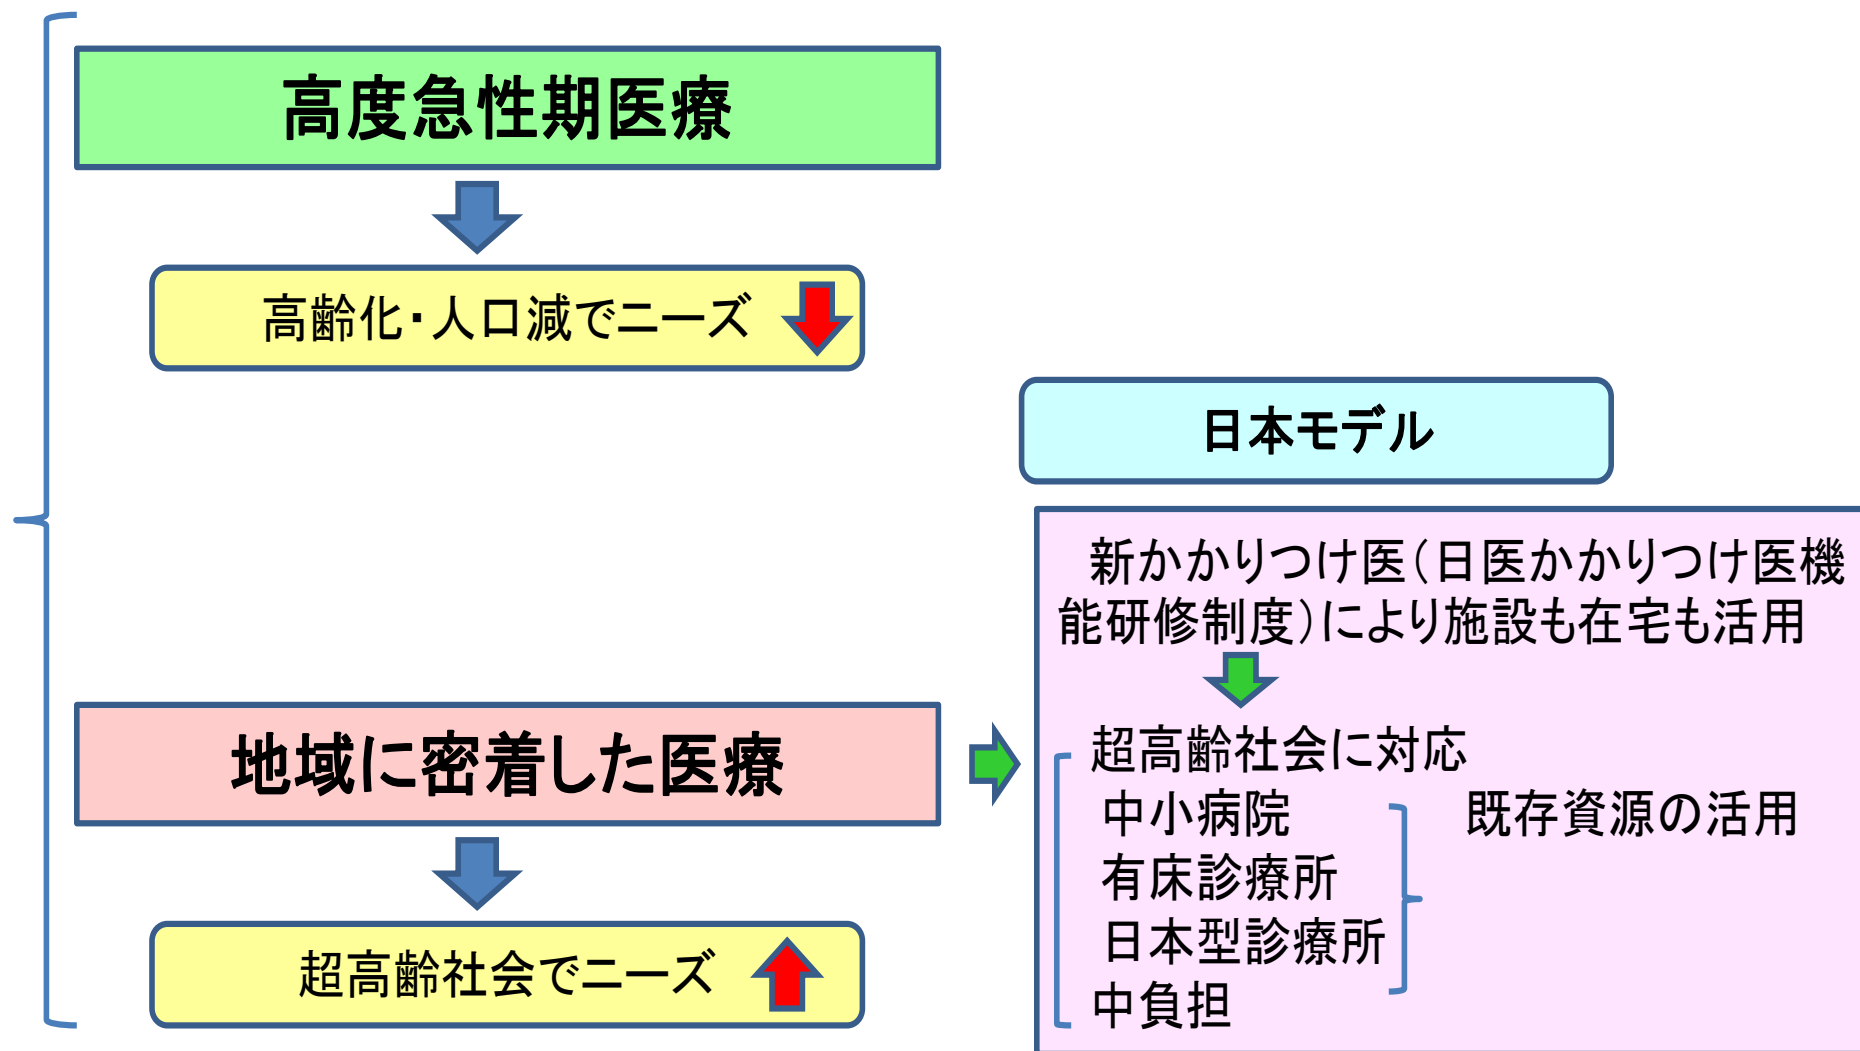 高度急性期医療
高齢化・人口減でニーズ
日本モデル
新かかりつけ医（日医かかりつけ医機
能研修制度）により施設も在宅も活用
地域に密着した医療
超高齢社会でニーズ
超高齢社会に対応
中小病院
既存資源の活用
有床診療所
日本型診療所
中負担